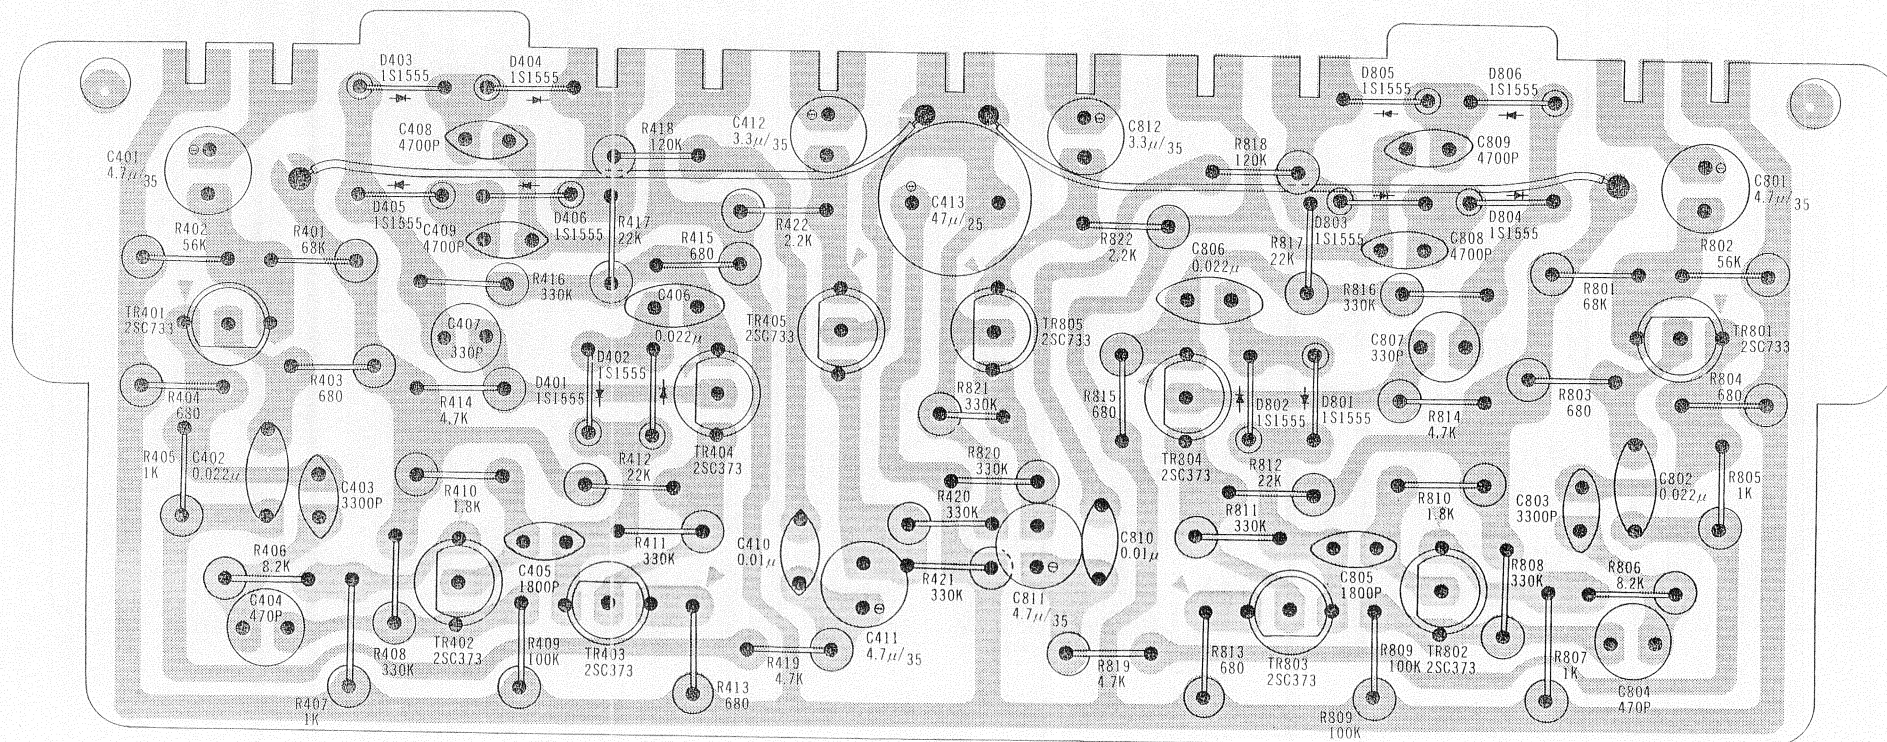 D403
1S1555
D404
1S1555
D805
1S1555
D806
1S1555
C408
4700P
R418
120K
C412
3.3μ/35
C812
3.3μ/35
R818
120K
C809
4700P
C401
4.7μ/35
C801
4.7μ/35
D405
1S1555
D406
1S1555
R417
22K
C413
47μ/25
D803
1S1555
D804
1S1555
R402
56K
R401
68K
C409
4700P
R415
680
R422
2.2K
R822
2.2K
C806
0.022μ
R817
22K
C808
4700P
R802
56K
R416
330K
R816
330K
R801
68K
C406
0.022μ
TR401
2SC733
C407
330P
TR405
2SC733
TR805
2SC733
C807
330P
TR801
2SC733
D402
1S1555
D401
1S1555
R403
680
R404
680
R414
4.7K
R821
330K
R815
680
D802
1S1555
D801
1S1555
R814
4.7K
R803
680
R804
680
R405
1K
C402
0.022μ
C403
3300P
R410
1.8K
R412
22K
TR404
2SC373
R820
330K
TR804
2SC373
R812
22K
R810
1.8K
C803
3300P
C802
0.022μ
R805
1K
R420
330K
R811
330K
R411
330K
C410
0.01μ
C810
0.01μ
R406
8.2K
C405
1800P
R421
330K
C811
4.7μ/35
C805
1800P
R808
330K
R806
8.2K
C404
470P
R408
330K
TR402
2SC373
R409
100K
TR403
2SC373
C411
4.7μ/35
R419
4.7K
R819
4.7K
R813
680
TR803
2SC373
R809
100K
TR802
2SC373
R807
1K
C804
470P
R407
1K
R413
680
R809
100K